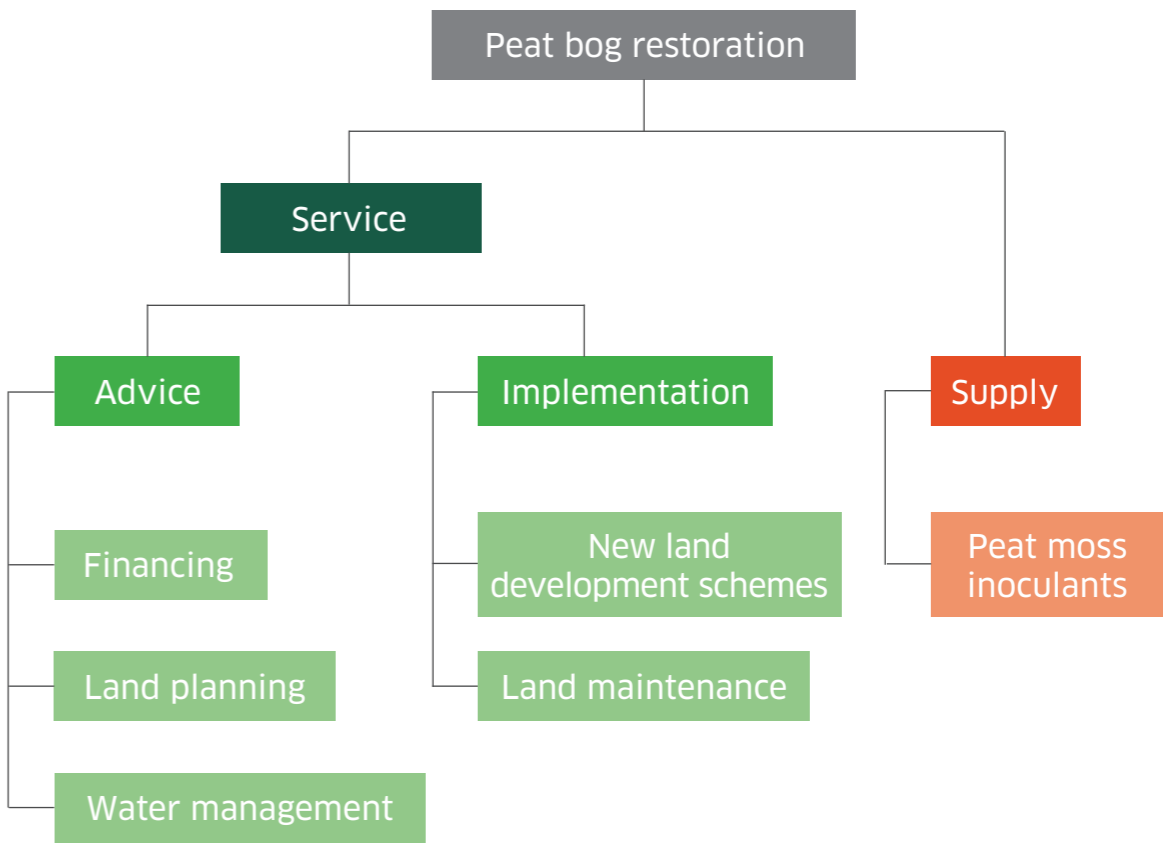 Peat bog restoration
Service
Advice
Implementation
Supply
Financing
New land
development schemes
Peat moss
inoculants
Land planning
Land maintenance
Water management